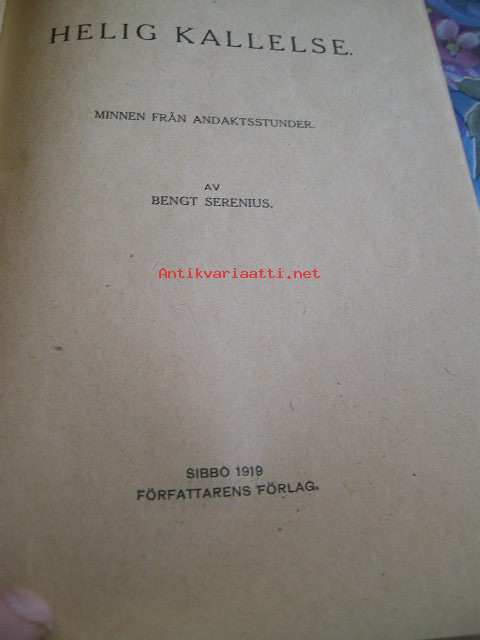 HELIG KALLELSE.
MINNEN FRÅN ANDAKTSSTUNDER.
AV
BENGT SERENIUS.
Antikvariaatti.net
SIBBO 1919
FÖRFATTARENS FÖRLAG.